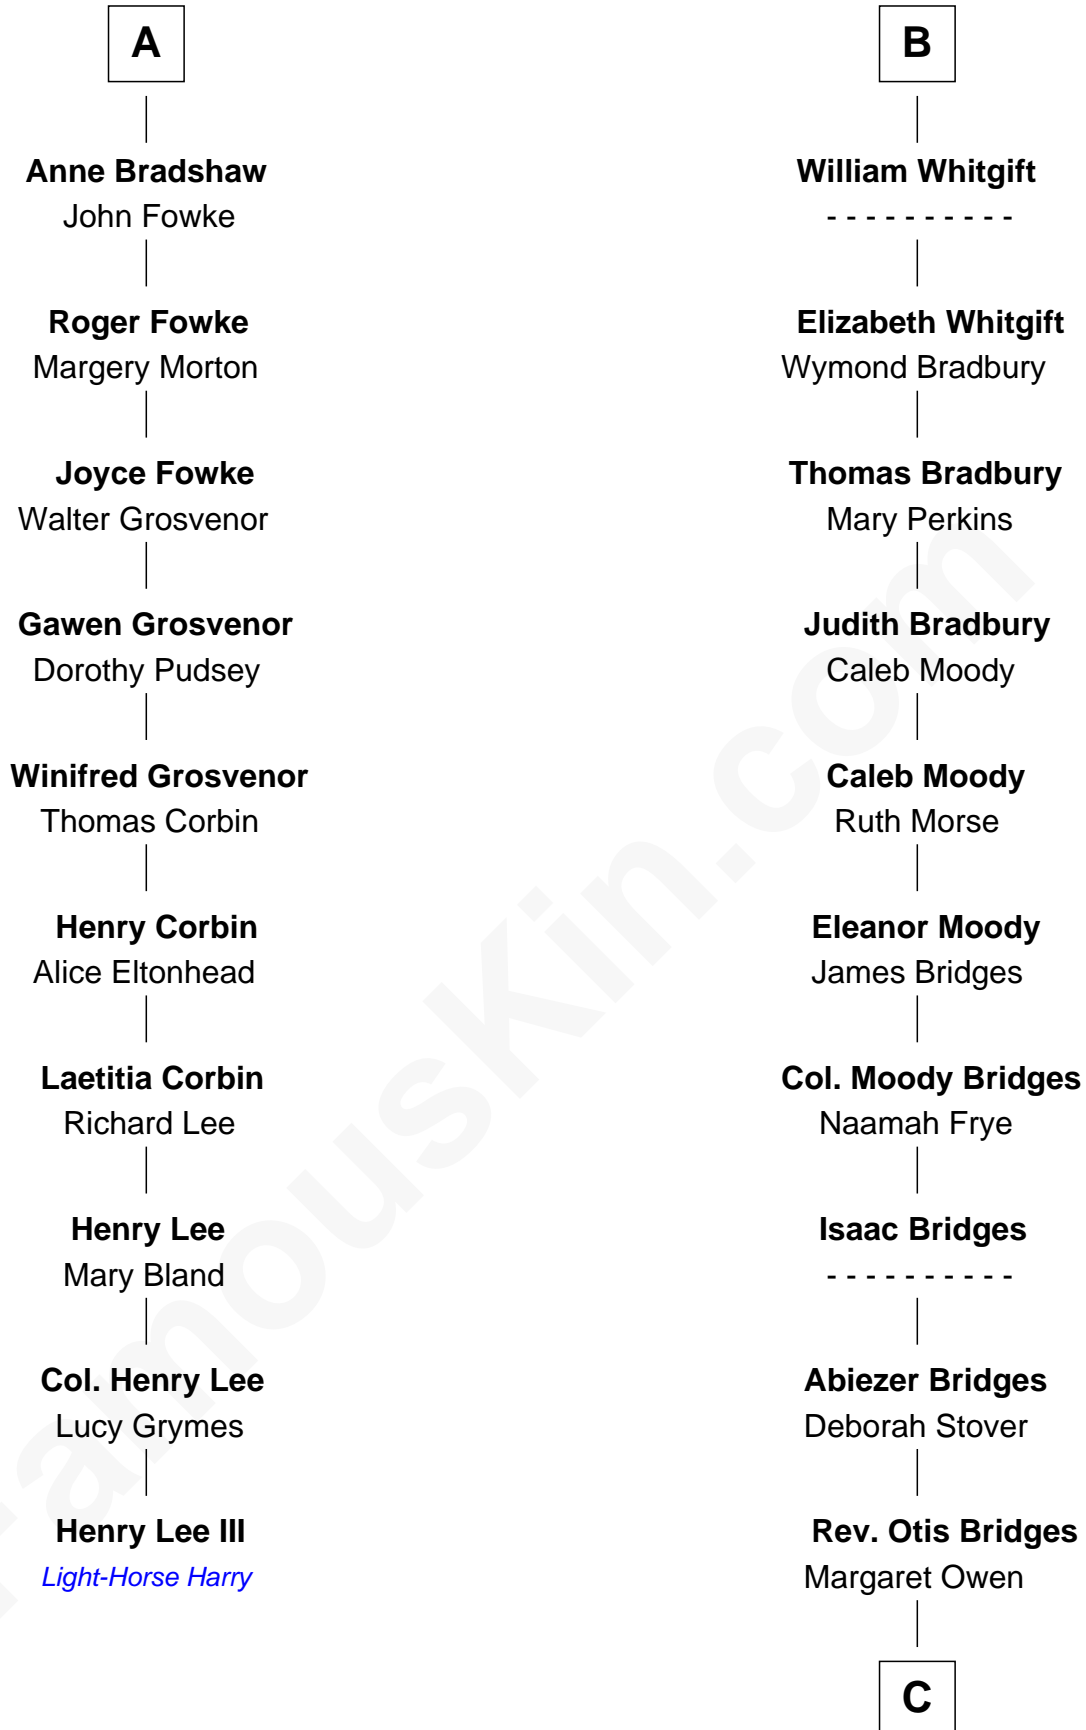 A
Anne Bradshaw
John Fowke
Roger Fowke
Margery Morton
Joyce Fowke
Walter Grosvenor
Gawen Grosvenor
Dorothy Pudsey
Winifred Grosvenor
Thomas Corbin
Henry Corbin
Alice Eltonhead
Laetitia Corbin
Richard Lee
Henry Lee
Mary Bland
Col. Henry Lee
Lucy Grymes
Henry Lee III
Light-Horse Harry
B
William Whitgift
- - - - - - - - - -
Elizabeth Whitgift
Wymond Bradbury
Thomas Bradbury
Mary Perkins
Judith Bradbury
Caleb Moody
Caleb Moody
Ruth Morse
Eleanor Moody
James Bridges
Col. Moody Bridges
Naamah Frye
Isaac Bridges
- - - - - - - - - -
Abiezer Bridges
Deborah Stover
Rev. Otis Bridges
Margaret Owen
C
FamousKin.com